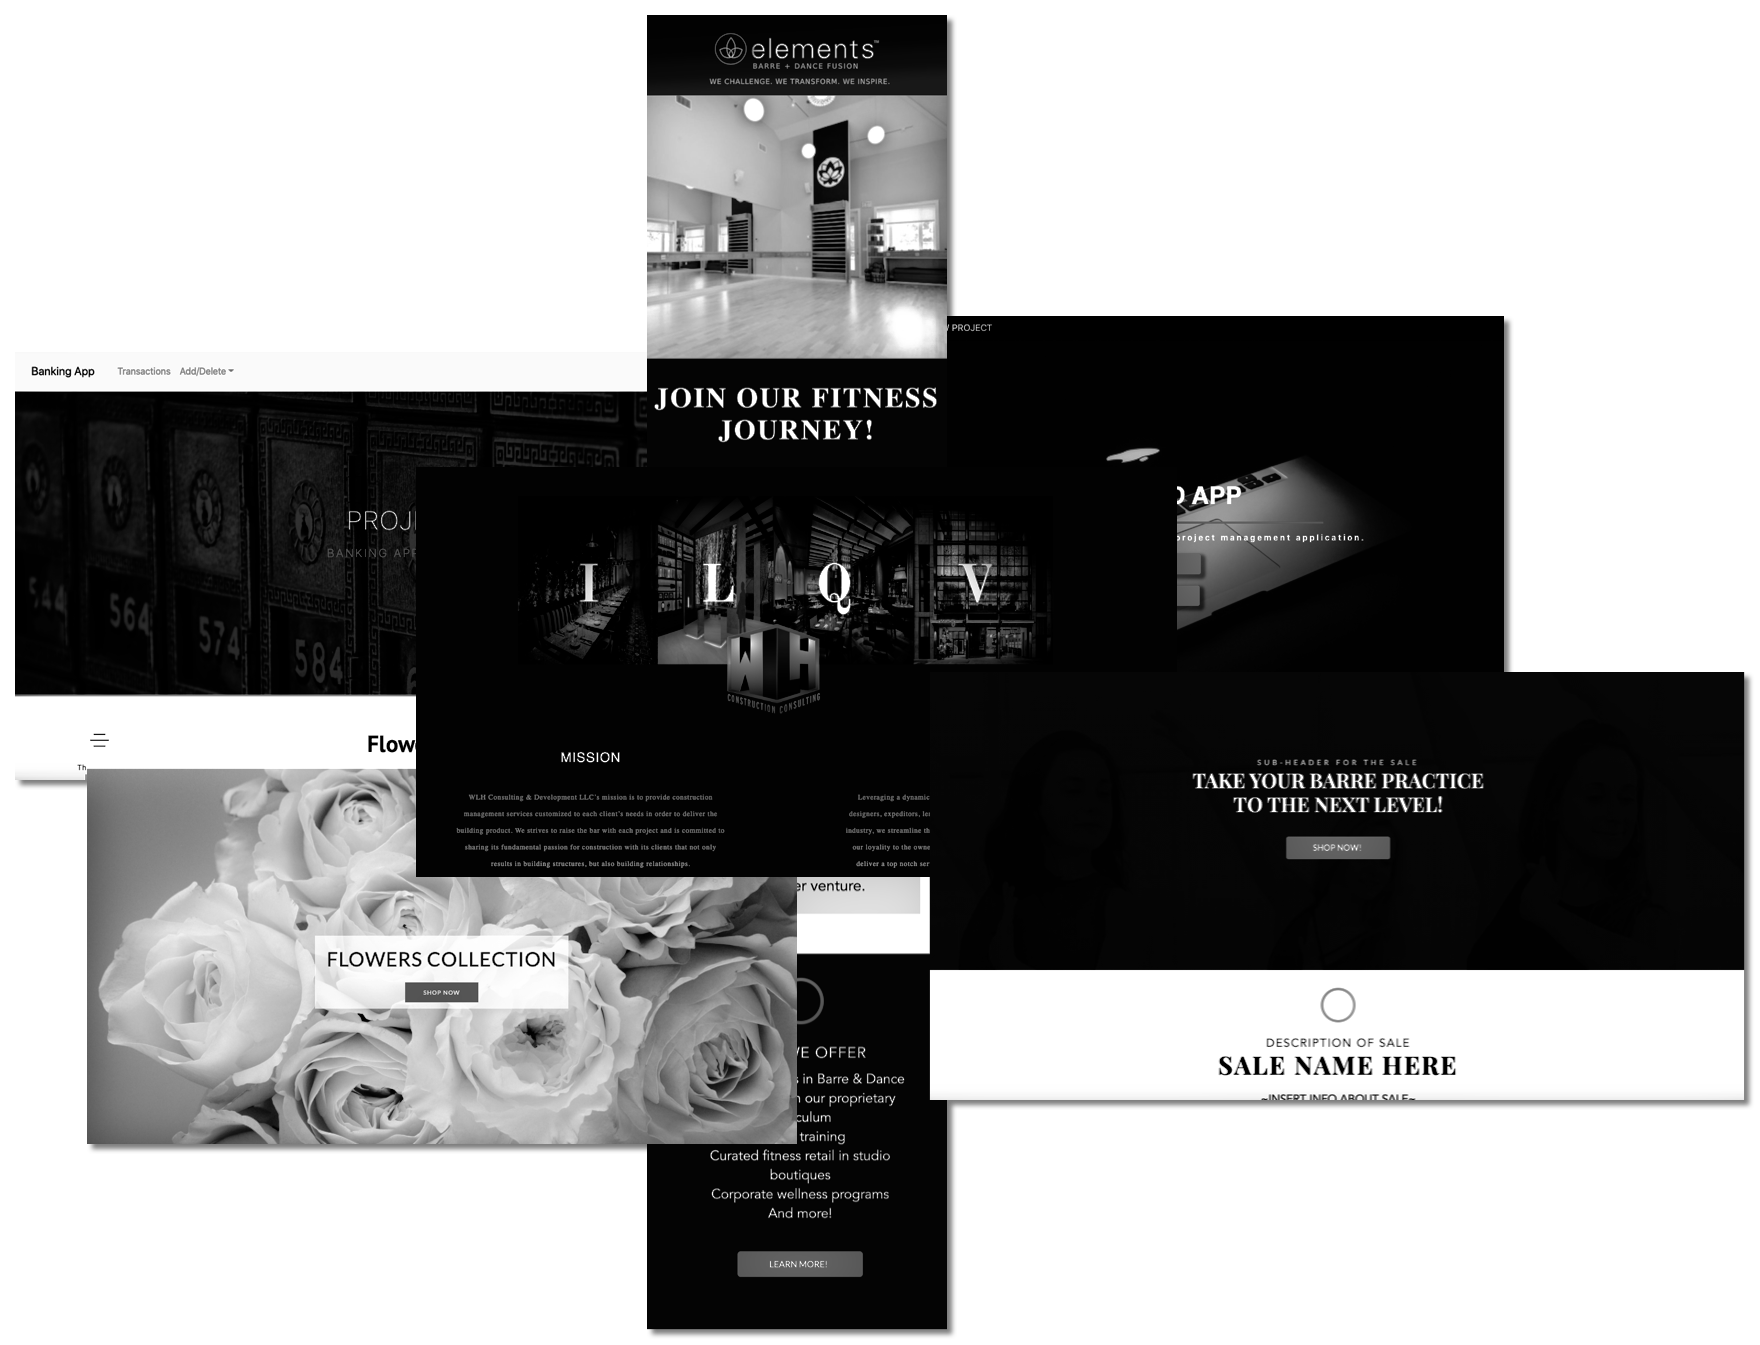 elements™
BARRE + DANCE FUSION
WE CHALLENGE. WE TRANSFORM. WE INSPIRE.
JOIN OUR FITNESS
JOURNEY!
/ PROJECT
APP
project management application.
Banking App Transactions Add/Delete
PROJ
BANKING APP
544
564
574
584
I L Q V
WLH
CONSTRUCTION CONSULTING
MISSION
WLH Consulting & Development LLC's mission is to provide construction
management services customized to each client's needs in order to deliver the
building product. We strives to raise the bar with each project and is committed to
sharing its fundamental passion for construction with its clients that not only
results in building structures, but also building relationships.
Leveraging a dynamic
designers, expeditors, le
industry, we streamline th
our loyality to the owne
deliver a top notch ser
Flow
Th
FLOWERS COLLECTION
SHOP NOW
SUB-HEADER FOR THE SALE
TAKE YOUR BARRE PRACTICE
TO THE NEXT LEVEL!
SHOP NOW!
DESCRIPTION OF SALE
SALE NAME HERE
~INSERT INFO ABOUT SALE~
er venture.
WE OFFER
s in Barre & Dance
n our proprietary
culum
training
Curated fitness retail in studio
boutiques
Corporate wellness programs
And more!
LEARN MORE!